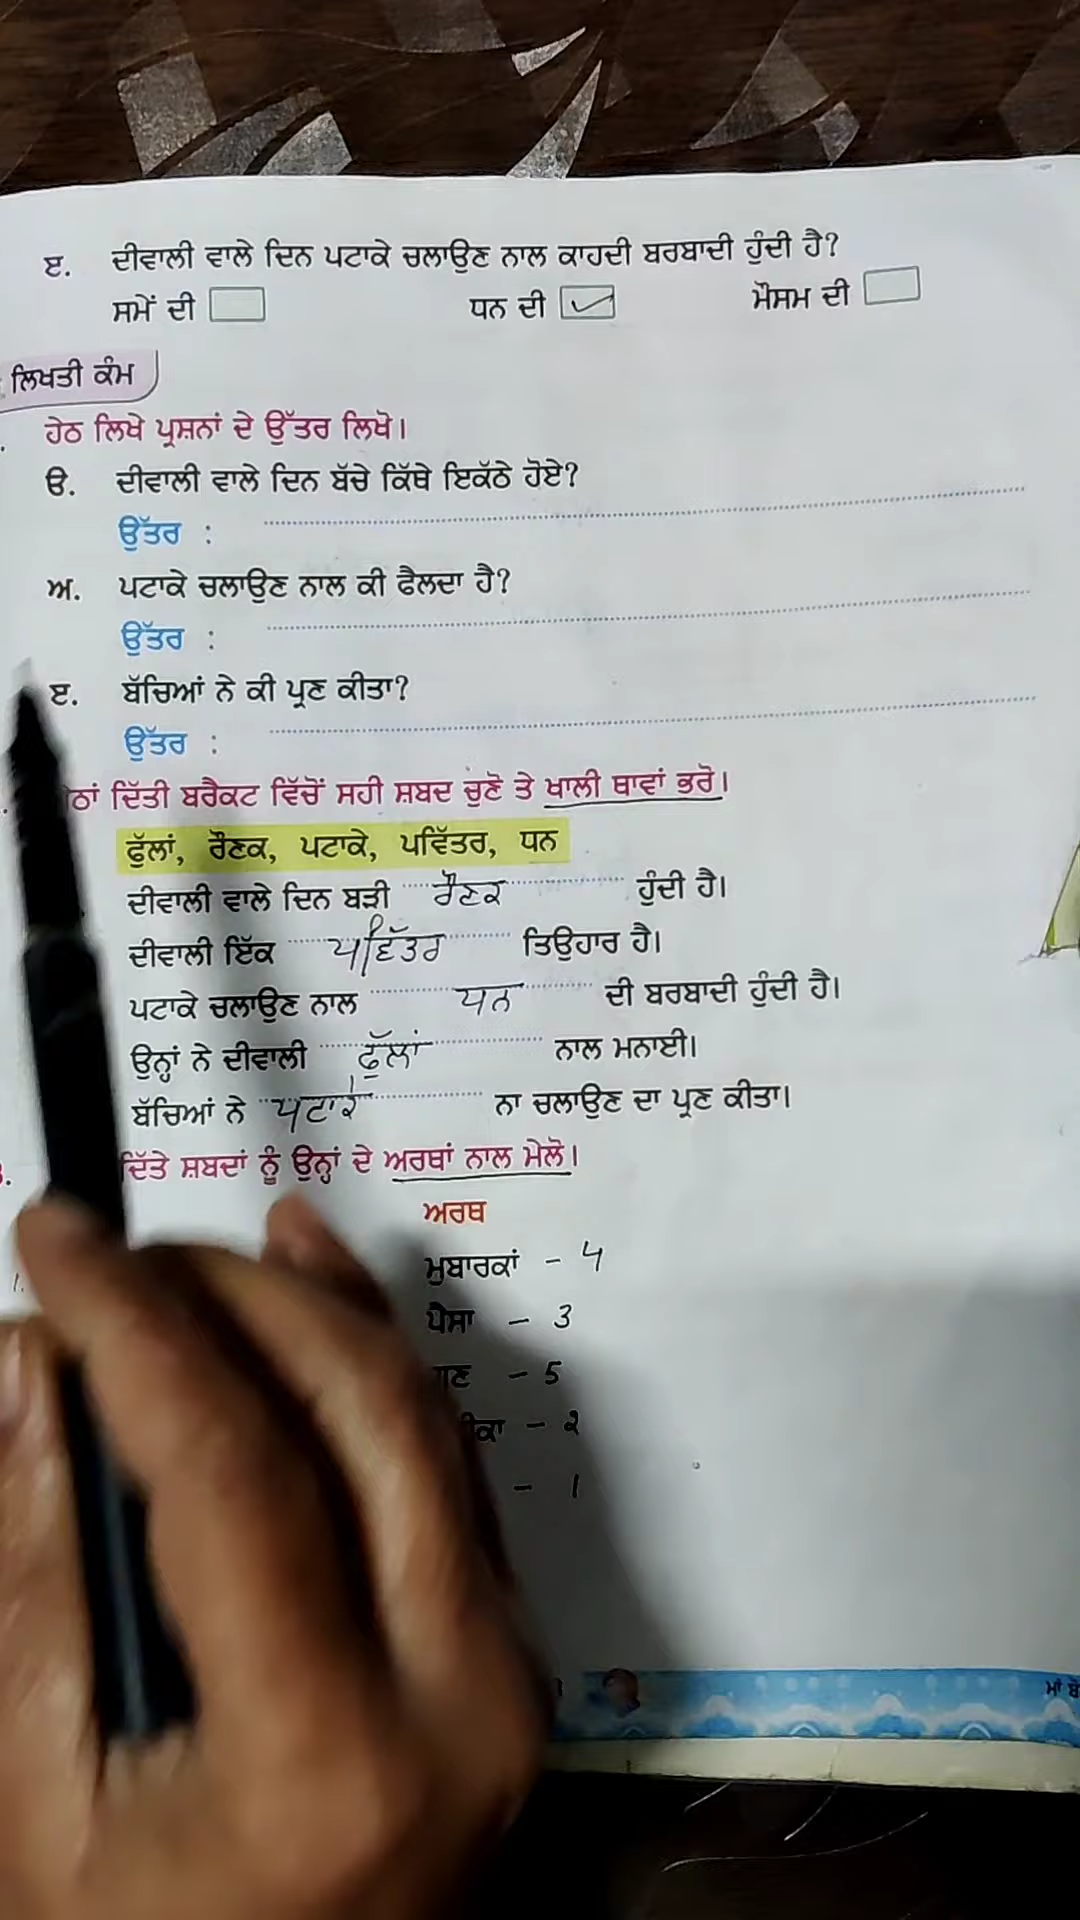 ੲ. ਦੀਵਾਲੀ ਵਾਲੇ ਦਿਨ ਪਟਾਕੇ ਚਲਾਉਣ ਨਾਲ ਕਾਹਦੀ ਬਰਬਾਦੀ ਹੁੰਦੀ ਹੈ?
ਸਮੇਂ ਦੀ ਧਨ ਦੀ ✓ ਮੌਸਮ ਦੀ
ਲਿਖਤੀ ਕੰਮ
ਹੇਠ ਲਿਖੇ ਪ੍ਰਸ਼ਨਾਂ ਦੇ ਉੱਤਰ ਲਿਖੋ।
ੳ. ਦੀਵਾਲੀ ਵਾਲੇ ਦਿਨ ਬੱਚੇ ਕਿੱਥੇ ਇਕੱਠੇ ਹੋਏ?
ਉੱਤਰ :
ਅ. ਪਟਾਕੇ ਚਲਾਉਣ ਨਾਲ ਕੀ ਫੈਲਦਾ ਹੈ?
ਉੱਤਰ :
ੲ. ਬੱਚਿਆਂ ਨੇ ਕੀ ਪ੍ਰਣ ਕੀਤਾ?
ਉੱਤਰ :
ਦਿੱਤੀ ਬਰੈਕਟ ਵਿੱਚੋਂ ਸਹੀ ਸ਼ਬਦ ਚੁਣੋ ਤੇ ਖਾਲੀ ਥਾਵਾਂ ਭਰੋ।
ਫੁੱਲਾਂ, ਰੌਣਕ, ਪਟਾਕੇ, ਪਵਿੱਤਰ, ਧਨ
ਦੀਵਾਲੀ ਵਾਲੇ ਦਿਨ ਬੜੀ ਰੌਣਕ ਹੁੰਦੀ ਹੈ।
ਦੀਵਾਲੀ ਇੱਕ ਪਵਿੱਤਰ ਤਿਉਹਾਰ ਹੈ।
ਪਟਾਕੇ ਚਲਾਉਣ ਨਾਲ ਧਨ ਦੀ ਬਰਬਾਦੀ ਹੁੰਦੀ ਹੈ।
ਉਨ੍ਹਾਂ ਨੇ ਦੀਵਾਲੀ ਫੁੱਲਾਂ ਨਾਲ ਮਨਾਈ।
ਬੱਚਿਆਂ ਨੇ ਪਟਾਕੇ ਨਾ ਚਲਾਉਣ ਦਾ ਪ੍ਰਣ ਕੀਤਾ।
ਦਿੱਤੇ ਸ਼ਬਦਾਂ ਨੂੰ ਉਨ੍ਹਾਂ ਦੇ ਅਰਥਾਂ ਨਾਲ ਮੇਲੋ।
ਅਰਥ
ਮੁਬਾਰਕਾਂ - 4
ਪੈਸਾ - 3
- 5
- 2
- 1